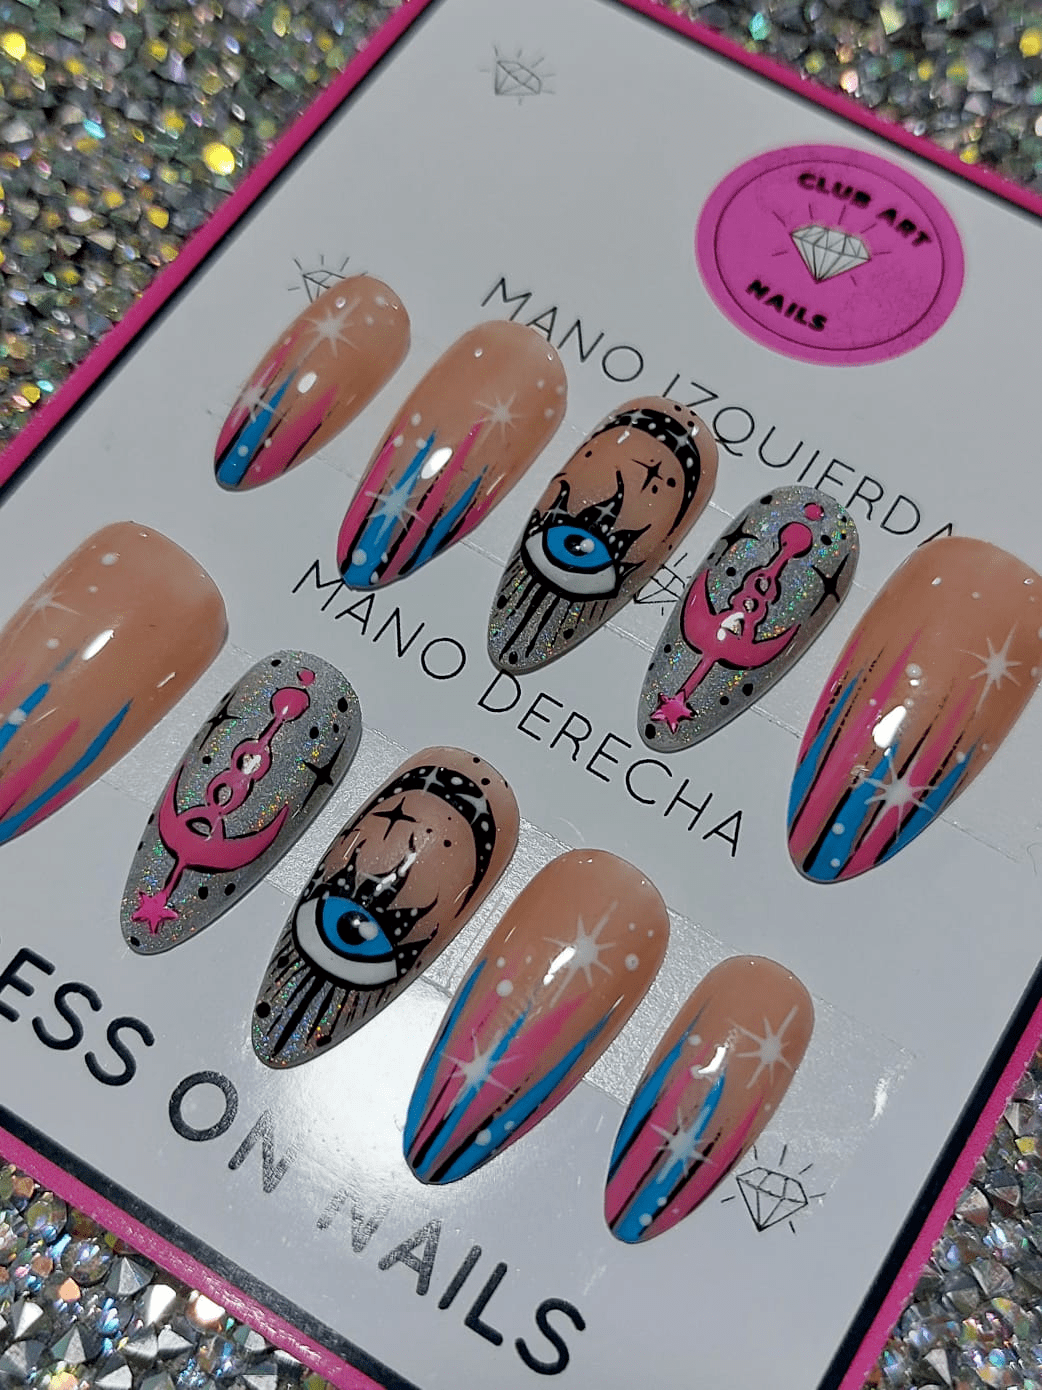 CLUB ART
NAILS
MANO IZQUIERDA
MANO DERECHA
ESS ON NAILS